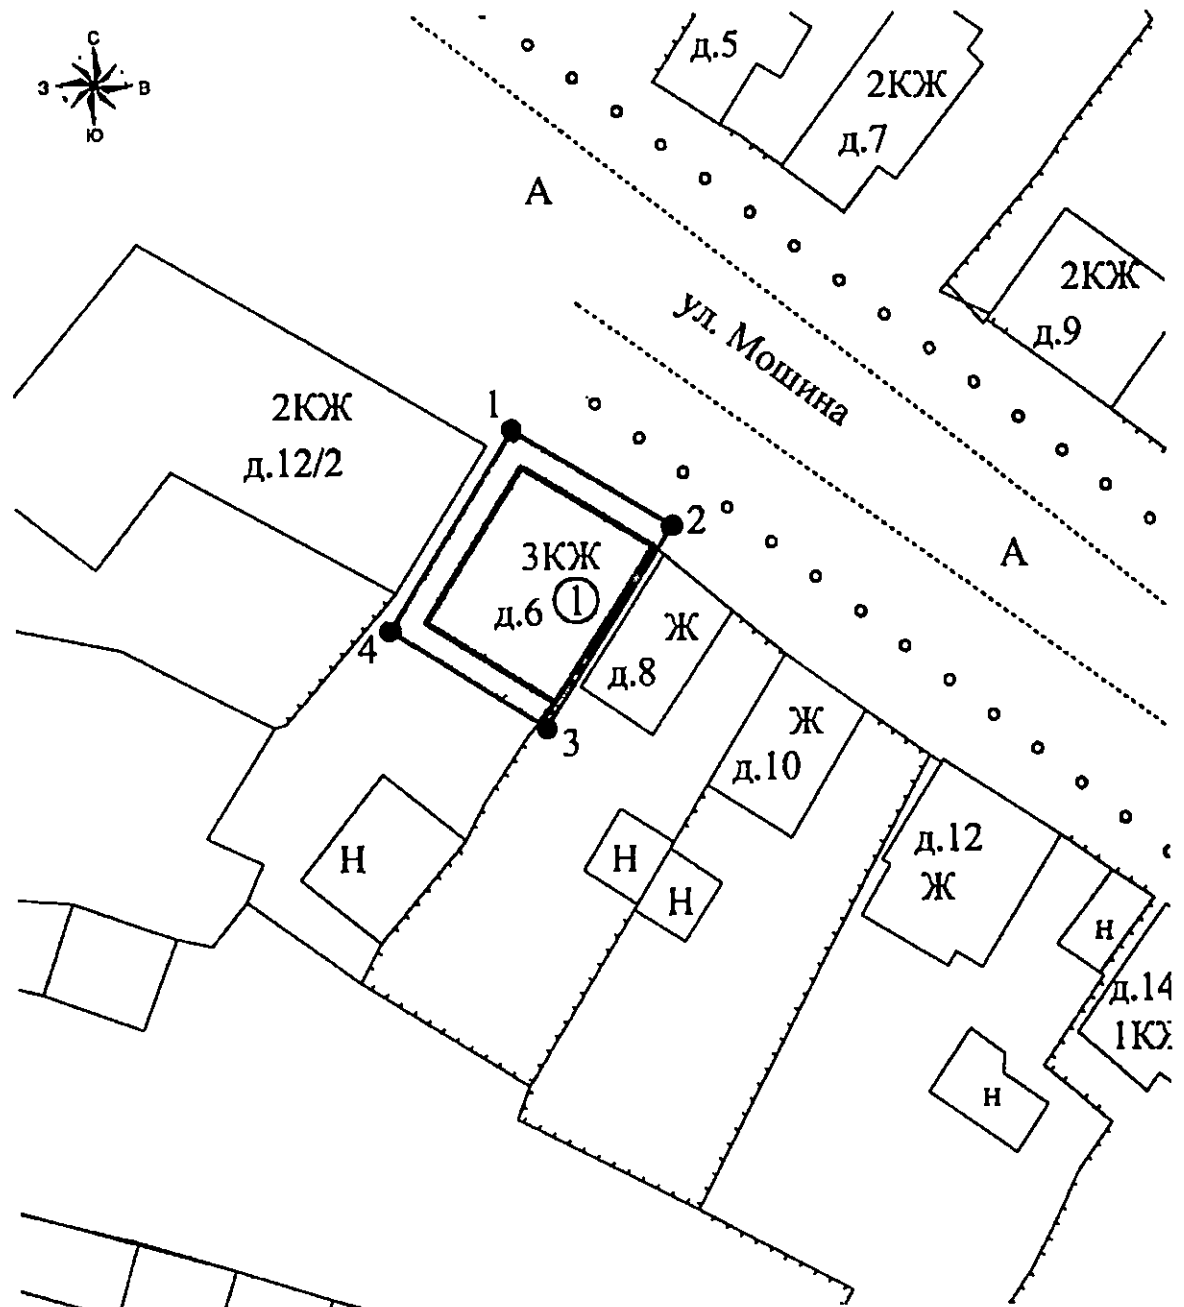 С
З
В
Ю
д.5
2КЖ
д.7
А
2КЖ
д.9
ул. Мошина
2КЖ
д.12/2
1
2
3КЖ
д.6
1
А
4
3
Ж
д.8
Ж
д.10
Н
Н
Н
д.12
Ж
н
д.14
1КЖ
н